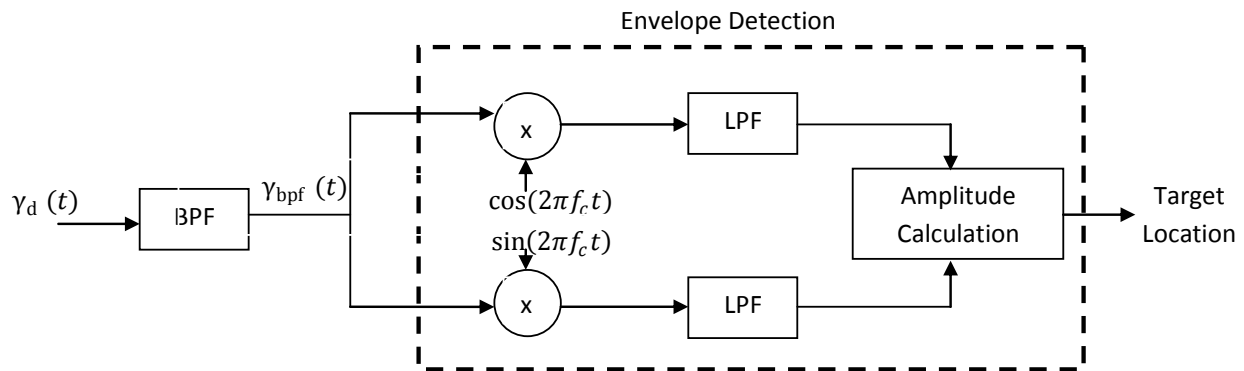 Envelope Detection
x
LPF
γd (t)
BPF
γbpf (t)
cos(2πfct)
sin(2πfct)
Amplitude
Calculation
Target
Location
x
LPF